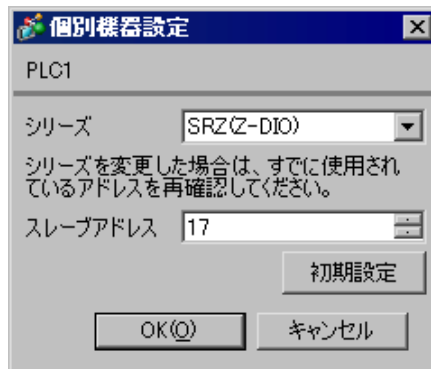 個別機器設定
PLC1
シリーズ SRZ(Z-DIO)
シリーズを変更した場合は、すでに使用され
ているアドレスを再確認してください。
スレーブアドレス 17
初期設定
OK(O) キャンセル